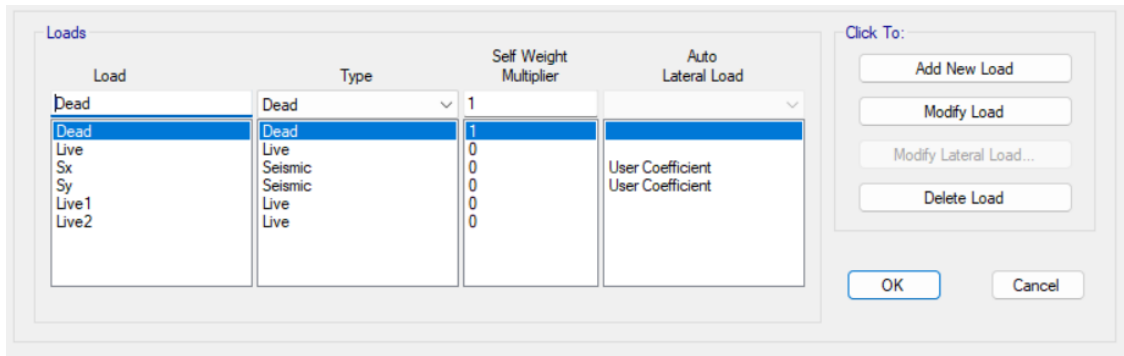 Loads
Click To:
Load Type Self Weight Multiplier Auto Lateral Load
Dead Dead 1
Dead Dead 1
Live Live 0
Sx Seismic 0 User Coefficient
Sy Seismic 0 User Coefficient
Live1 Live 0
Live2 Live 0
Add New Load
Modify Load
Modify Lateral Load...
Delete Load
OK Cancel